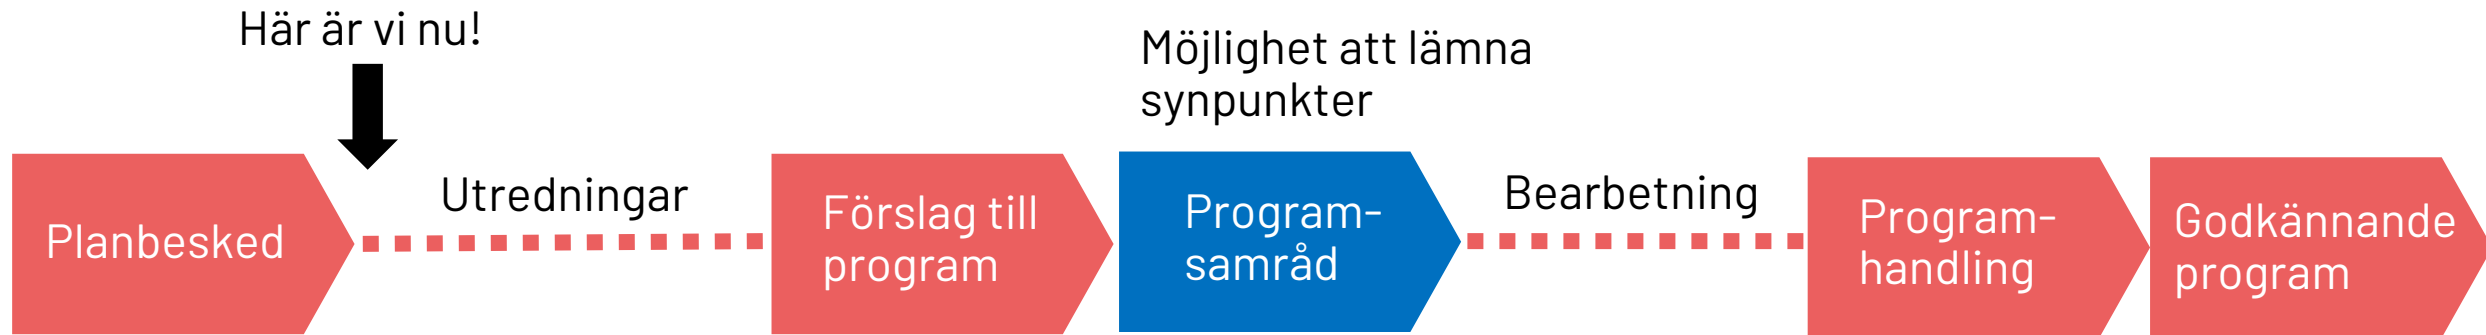 Här är vi nu!
Möjlighet att lämna
synpunkter
Planbesked
Utredningar
Förslag till
program
Program-
samråd
Bearbetning
Program-
handling
Godkännande
program